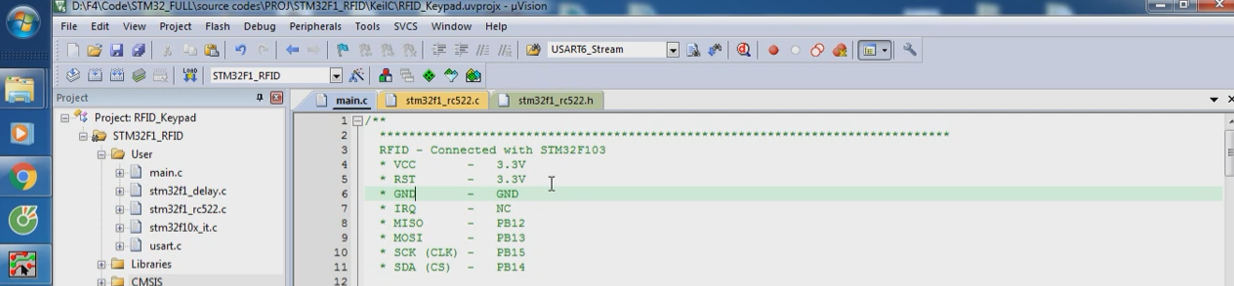 D:\F4\Code\STM32_FULL\source codes\PROJ\STM32F1_RFID\KeilC\RFID_Keypad.uvprojx - µVision
File Edit View Project Flash Debug Peripherals Tools SVCS Window Help
USART6_Stream
LOAD STM32F1_RFID
Project
main.c stm32f1_rc522.c stm32f1_rc522.h
Project: RFID_Keypad
STM32F1_RFID
User
main.c
stm32f1_delay.c
stm32f1_rc522.c
stm32f10x_it.c
usart.c
Libraries
CMSIS
1 /**
2 *******************************************************************************
3 RFID - Connected with STM32F103
4 * VCC - 3.3V
5 * RST - 3.3V
6 * GND - GND
7 * IRQ - NC
8 * MISO - PB12
9 * MOSI - PB13
10 * SCK (CLK) - PB15
11 * SDA (CS) - PB14
12